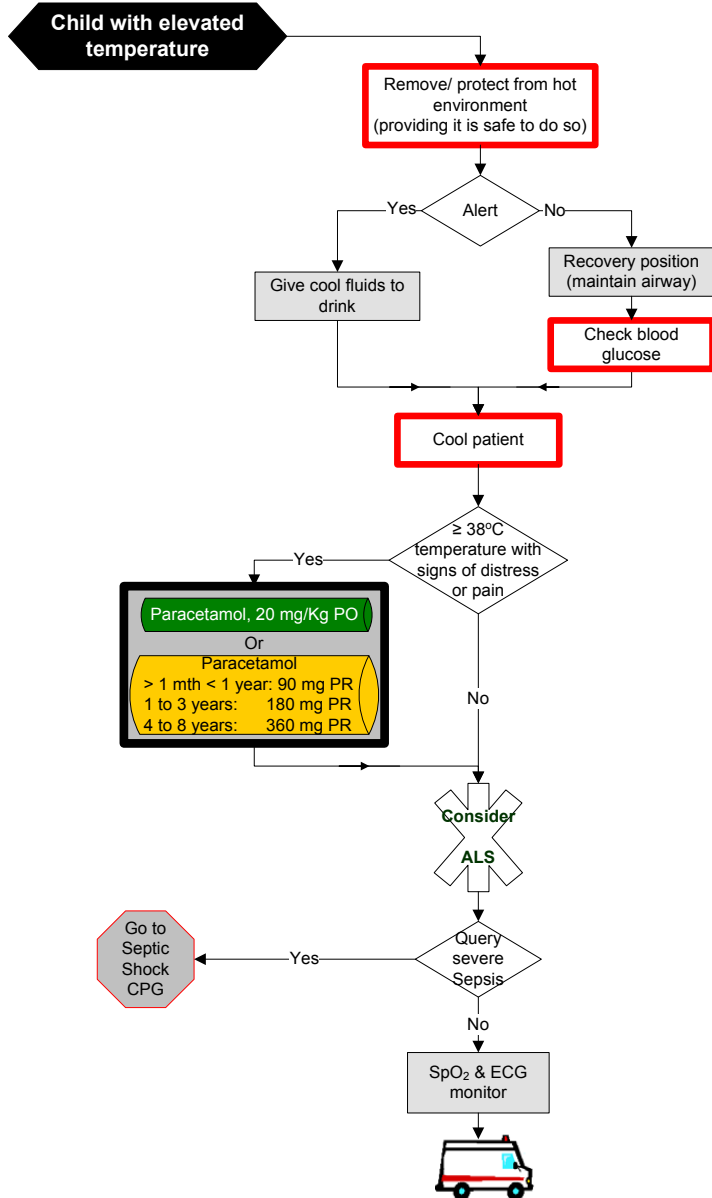 Child with elevated
temperature
Remove/ protect from hot
environment
(providing it is safe to do so)
Yes
Alert
No
Give cool fluids to
drink
Recovery position
(maintain airway)
Check blood
glucose
Cool patient
≥ 38ºC
temperature with
signs of distress
or pain
Yes
Paracetamol, 20 mg/Kg PO
Or
Paracetamol
> 1 mth < 1 year: 90 mg PR
1 to 3 years: 180 mg PR
4 to 8 years: 360 mg PR
No
Consider
ALS
Go to
Septic
Shock
CPG
Yes
Query
severe
Sepsis
No
SpO₂ & ECG
monitor